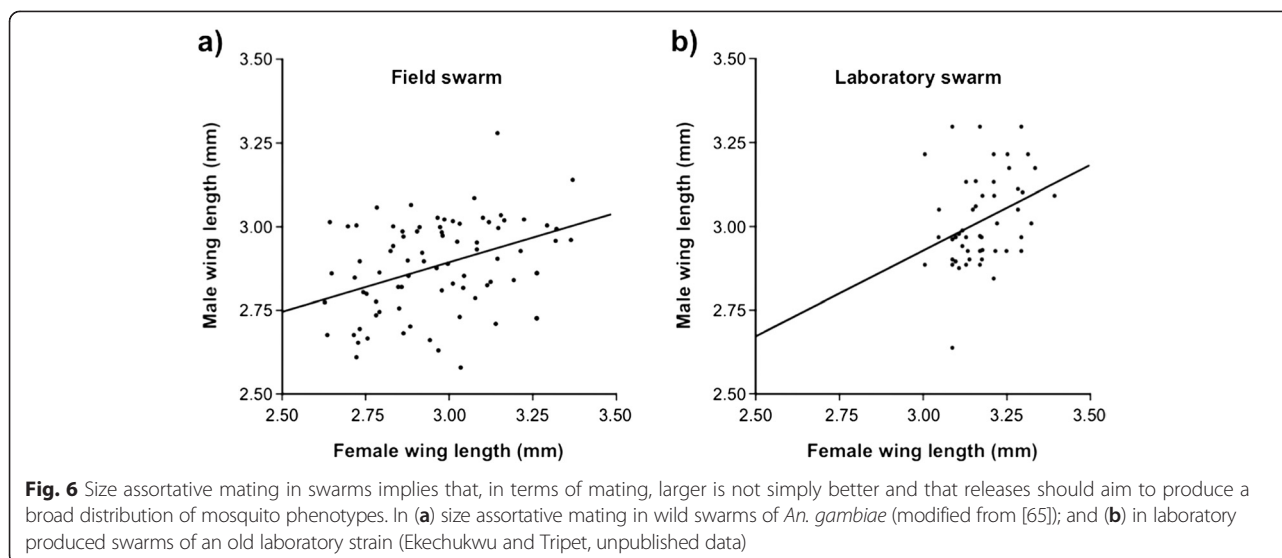 a)
Field swarm
3.50
3.25
3.00
2.75
2.50
Male wing length (mm)
2.50 2.75 3.00 3.25 3.50
Female wing length (mm)
b)
Laboratory swarm
3.50
3.25
3.00
2.75
2.50
Male wing length (mm)
2.50 2.75 3.00 3.25 3.50
Female wing length (mm)
Fig. 6 Size assortative mating in swarms implies that, in terms of mating, larger is not simply better and that releases should aim to produce a
broad distribution of mosquito phenotypes. In (a) size assortative mating in wild swarms of An. gambiae (modified from [65]); and (b) in laboratory
produced swarms of an old laboratory strain (Ekechukwu and Tripet, unpublished data)